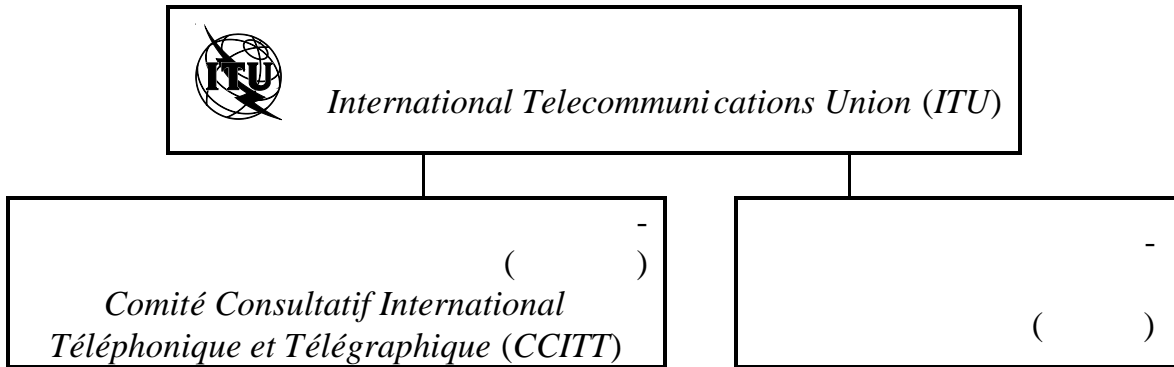 ITU
International Telecommunications Union (ITU)
-
( )
Comité Consultatif International
Téléphonique et Télégraphique (CCITT)
-
( )